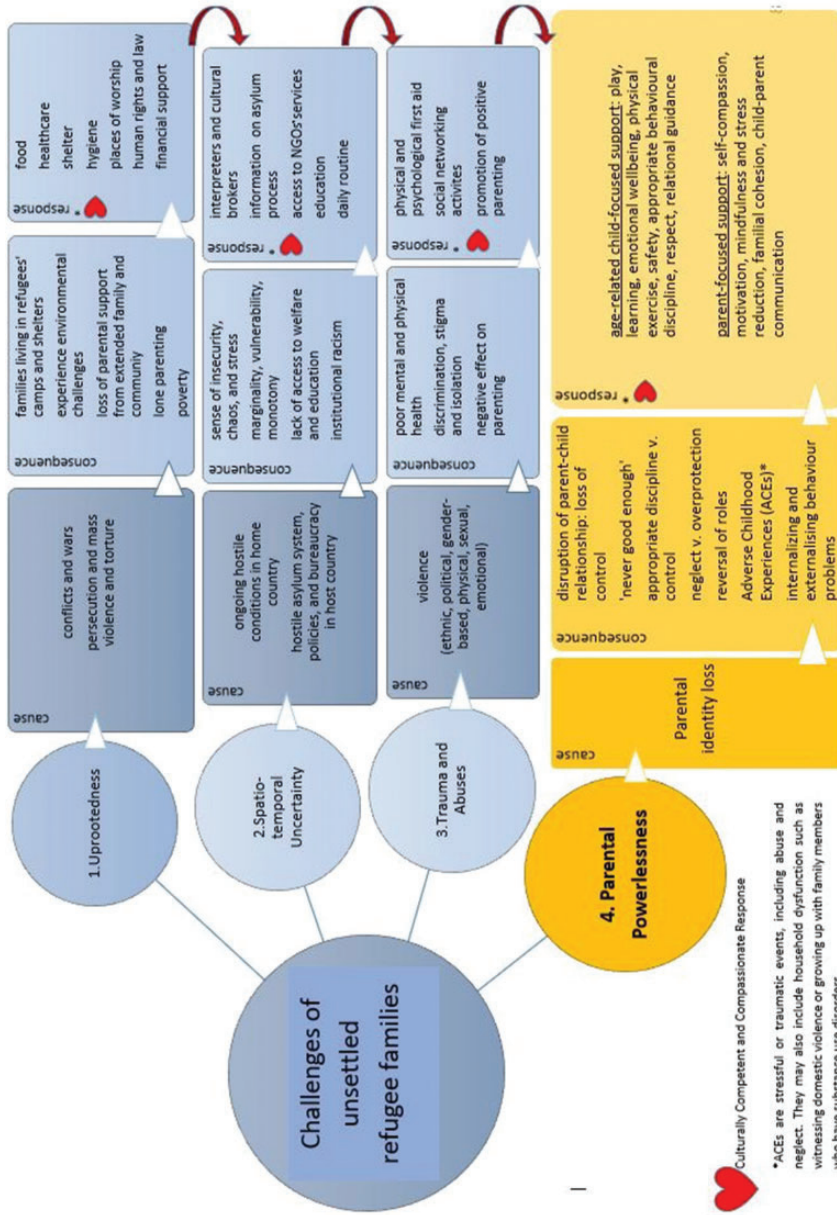 Challenges of
unsettled
refugee families
1.Uprootedness
cause
conflicts and wars
persecution and mass
violence and torture
consequence
families living in refugees'
camps and shelters
experience environmental
challenges
loss of parental support
from extended family and
communiy
lone parenting
poverty
response *
food
healthcare
shelter
hygiene
places of worship
human rights and law
financial support
2.Spatio-
temporal
Uncertainty
cause
ongoing hostile
conditions in home
country
hostile asylum system,
policies, and bureaucracy
in host country
consequence
sense of insecurity,
chaos, and stress
marginality, vulnerability,
monotony
lack of access to welfare
and education
institutional racism
response *
interpreters and cultural
brokers
information on asylum
process
access to NGOs'services
education
daily routine
3.Trauma and
Abuses
cause
violence
(ethnic, political, gender-
based, physical, sexual,
emotional)
consequence
poor mental and physical
health
discrimination, stigma
and isolation
negative effect on
parenting
response *
physical and
psychological first aid
social networking
activites
promotion of positive
parenting
4. Parental
Powerlessness
cause
Parental
identity loss
consequence
disruption of parent-child
relationship: loss of
control
'never good enough'
appropriate discipline v.
control
neglect v. overprotection
reversal of roles
Adverse Childhood
Experiences (ACEs)*
internalizing and
externalising behaviour
problems
response *
age-related child-focused support: play,
learning, emotional wellbeing, physical
exercise, safety, appropriate behavioural
discipline, respect, relational guidance
parent-focused support: self-compassion,
motivation, mindfulness and stress
reduction, familial cohesion, child-parent
communication
Culturally Competent and Compassionate Response
*ACEs are stressful or traumatic events, including abuse and
neglect. They may also include household dysfunction such as
witnessing domestic violence or growing up with family members
who have substance use disorders